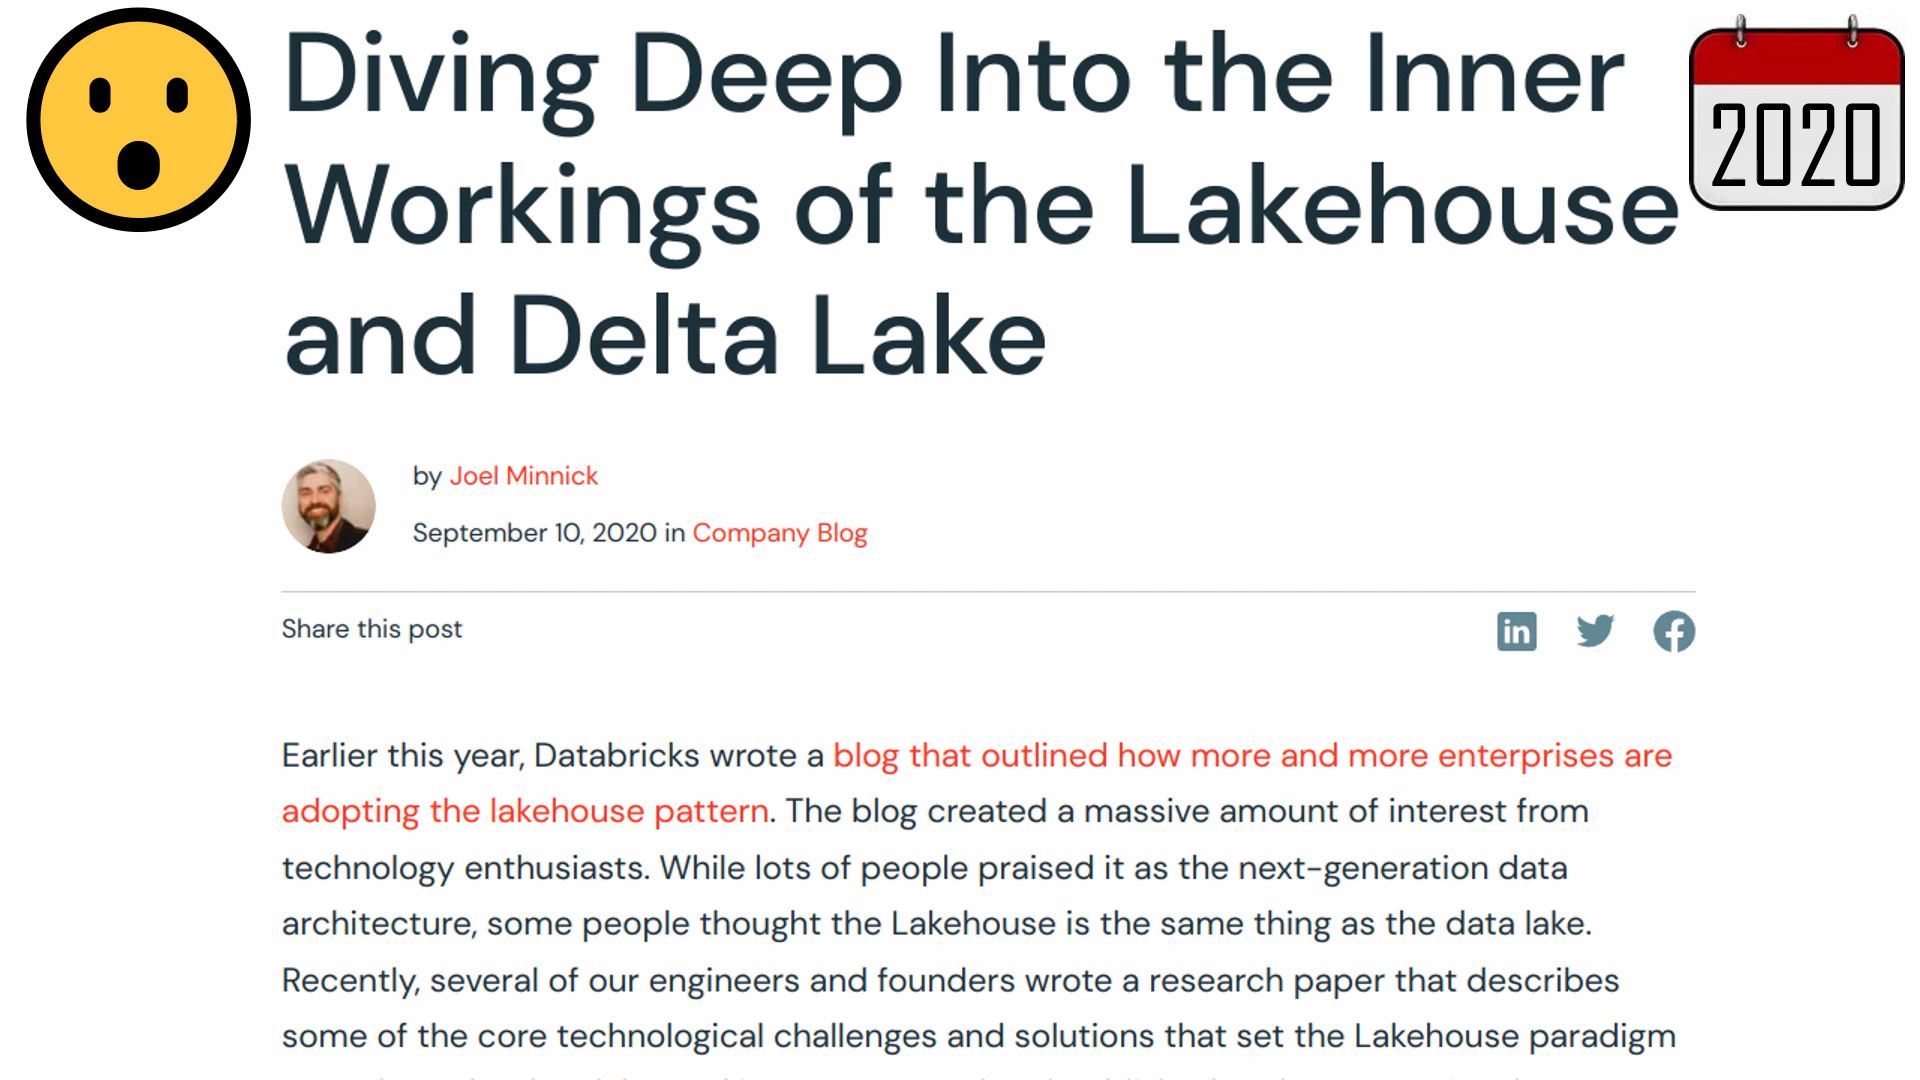 Diving Deep Into the Inner
Workings of the Lakehouse
and Delta Lake
2020
by Joel Minnick
September 10, 2020 in Company Blog
Share this post
in
Earlier this year, Databricks wrote a blog that outlined how more and more enterprises are
adopting the lakehouse pattern. The blog created a massive amount of interest from
technology enthusiasts. While lots of people praised it as the next-generation data
architecture, some people thought the Lakehouse is the same thing as the data lake.
Recently, several of our engineers and founders wrote a research paper that describes
some of the core technological challenges and solutions that set the Lakehouse paradigm